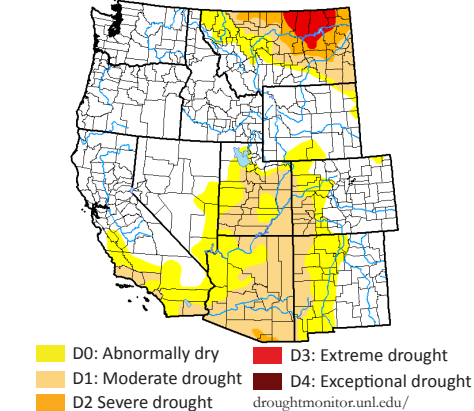 D0: Abnormally dry
D1: Moderate drought
D2 Severe drought
D3: Extreme drought
D4: Exceptional drought
droughtmonitor.unl.edu/